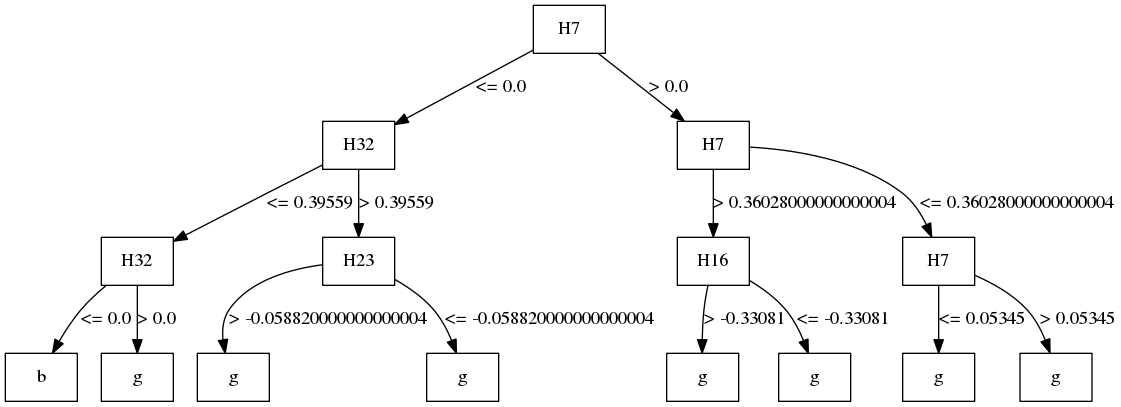 H7
<= 0.0
> 0.0
H32
H7
<= 0.39559
> 0.39559
> 0.36028000000000004
<= 0.36028000000000004
H32
H23
H16
H7
<= 0.0
> 0.0
> -0.058820000000000004
<= -0.058820000000000004
> -0.33081
<= -0.33081
<= 0.05345
> 0.05345
b
g
g
g
g
g
g
g